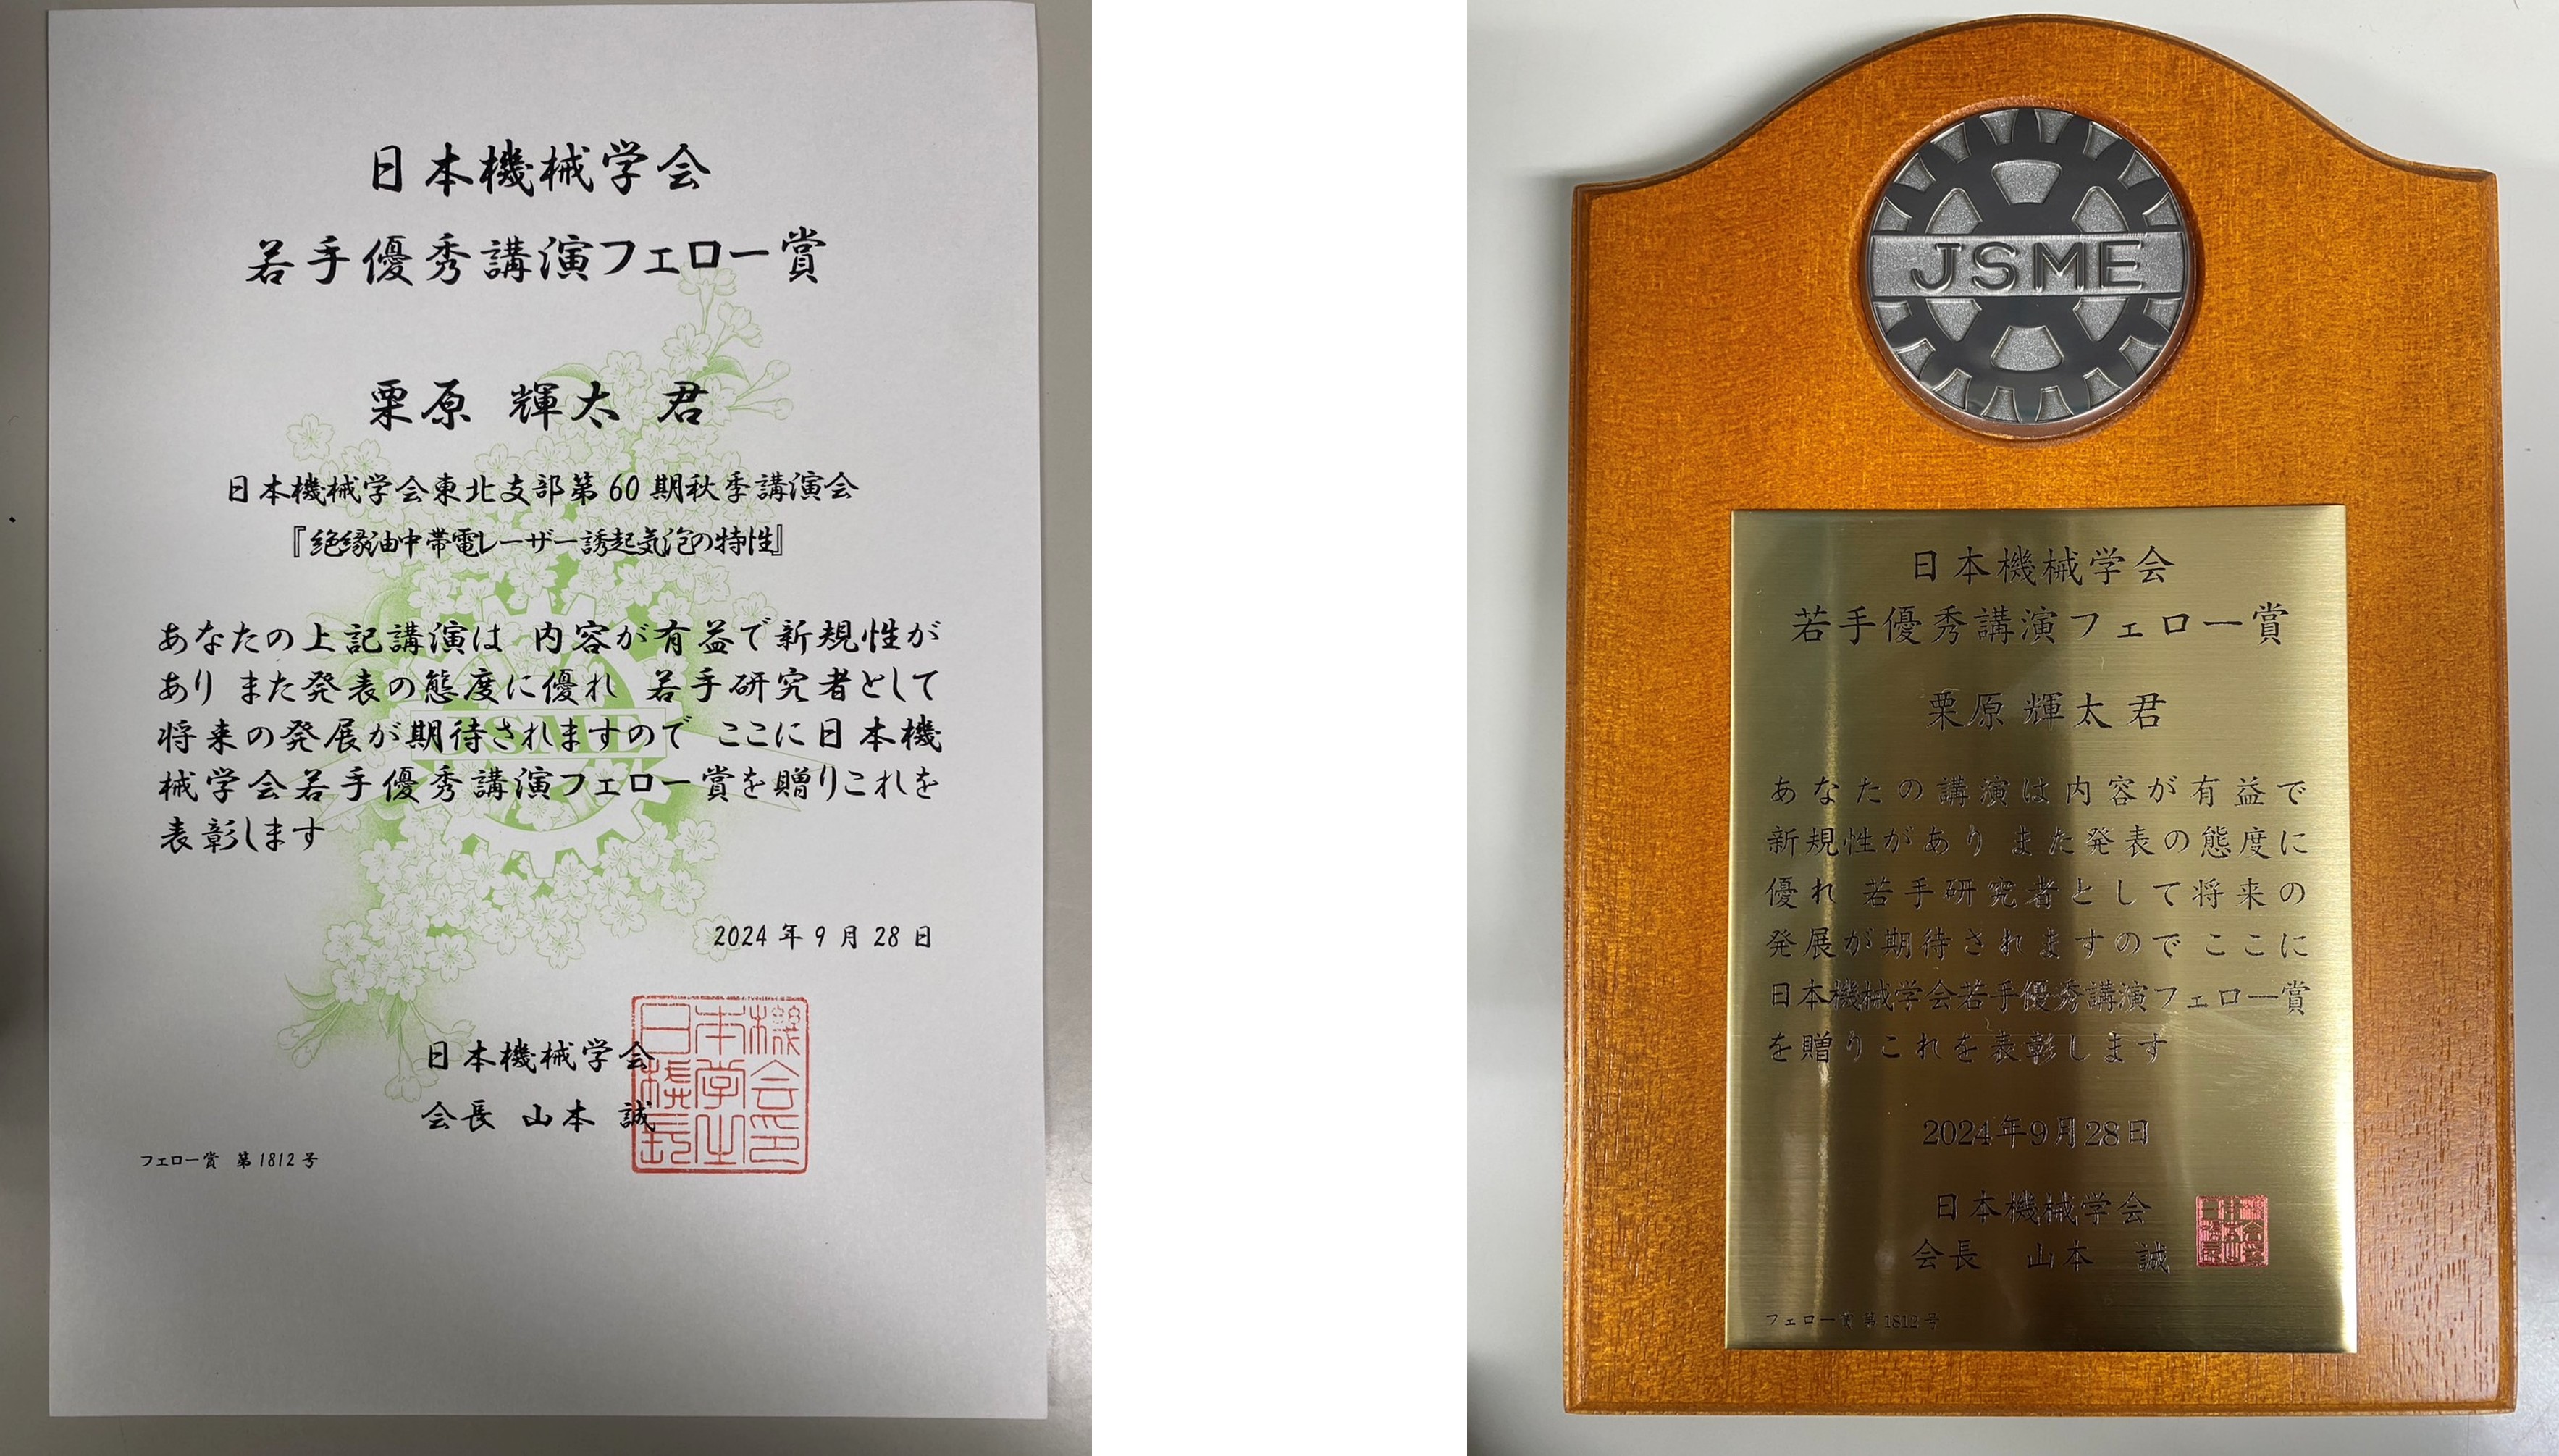 日本機械学会
若手優秀講演フェロー賞
栗原 輝太 君
日本機械学会東北支部第60期秋季講演会
『絶縁油中帯電レーザー誘起気泡の特性』
あなたの上記講演は 内容が有益で新規性が
あり また発表の態度に優れ 若手研究者として
将来の発展が期待されますので ここに日本機
械学会若手優秀講演フェロー賞を贈りこれを
表彰します
2024年9月28日
日本機械学会
会長 山本 誠
フェロー賞 第1812号
JSME
日本機械学会
若手優秀講演フェロー賞
栗原 輝太 君
あなたの講演は内容が有益で
新規性があり また発表の態度に
優れ 若手研究者として将来の
発展が期待されますので ここに
日本機械学会若手優秀講演フェロー賞
を贈りこれを表彰します
2024年9月28日
日本機械学会
会長 山本 誠
フェロー賞 第1812号